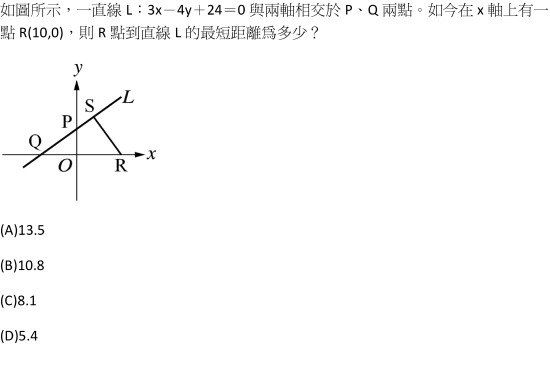 如圖所示，一直線 L：3x－4y＋24＝0 與兩軸相交於 P、Q 兩點。如今在 x 軸上有一
點 R(10,0)，則 R 點到直線 L 的最短距離為多少？
y
S
L
P
Q
O
R
x
(A)13.5
(B)10.8
(C)8.1
(D)5.4